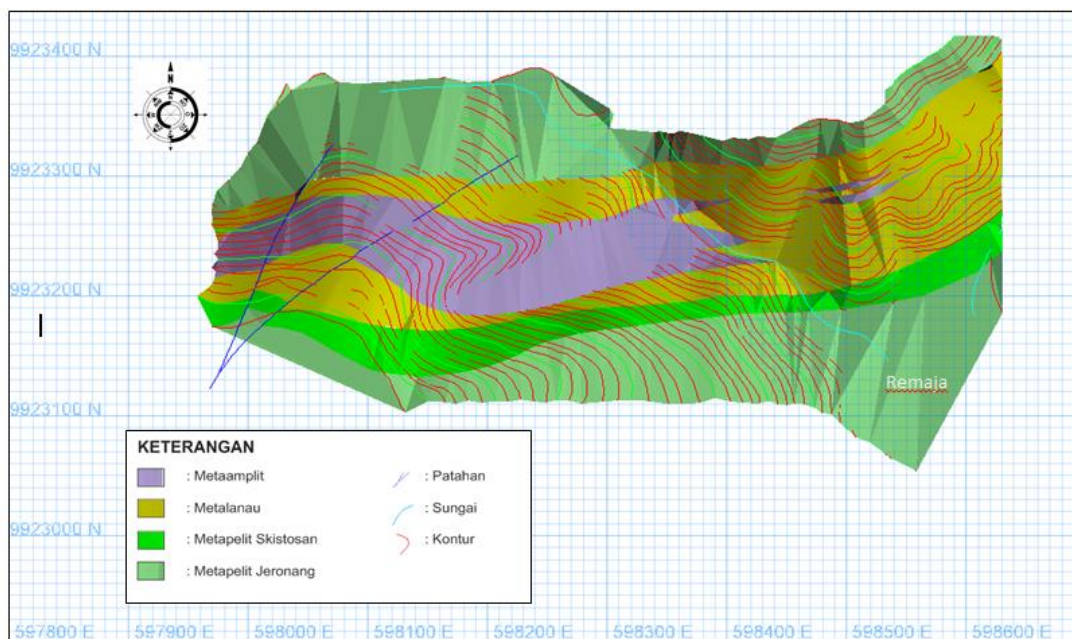 9923400 N
N
9923300 N
9923200 N
9923100 N
Remaja
KETERANGAN
: Metaamplit
: Patahan
: Metalanau
: Sungai
9923000 N
: Metapelit Skistosan
: Kontur
: Metapelit Jeronang
597800 E
597900 E
598000 E
598100 E
598200 E
598300 E
598400 E
598500 E
598600 E